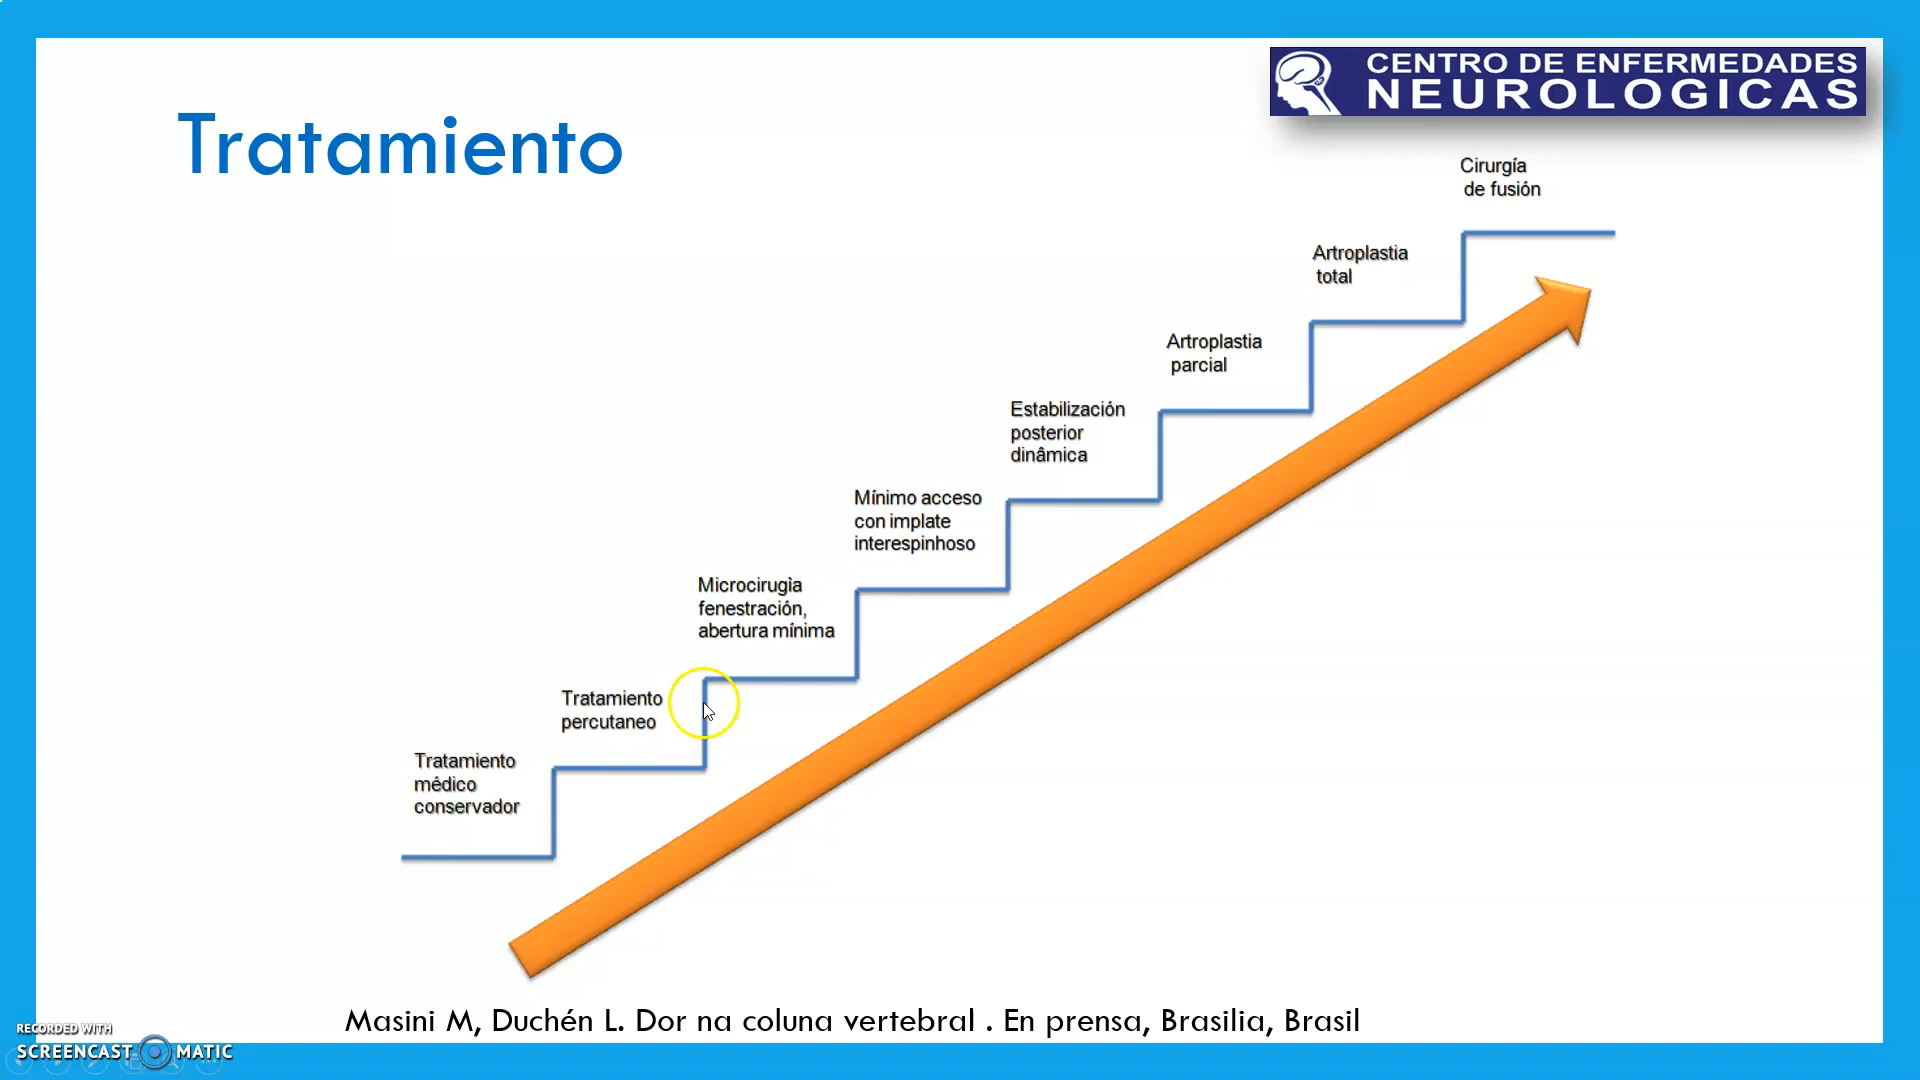 CENTRO DE ENFERMEDADES
NEUROLOGICAS
Tratamiento
Cirurgía
de fusión
Artroplastia
total
Artroplastia
parcial
Estabilización
posterior
dinâmica
Mínimo acceso
con implate
interespinhoso
Microcirugìa
fenestración,
abertura mínima
Tratamiento
percutaneo
Tratamiento
médico
conservador
Masini M, Duchén L. Dor na coluna vertebral . En prensa, Brasilia, Brasil
RECORDED WITH
SCREENCAST MATIC